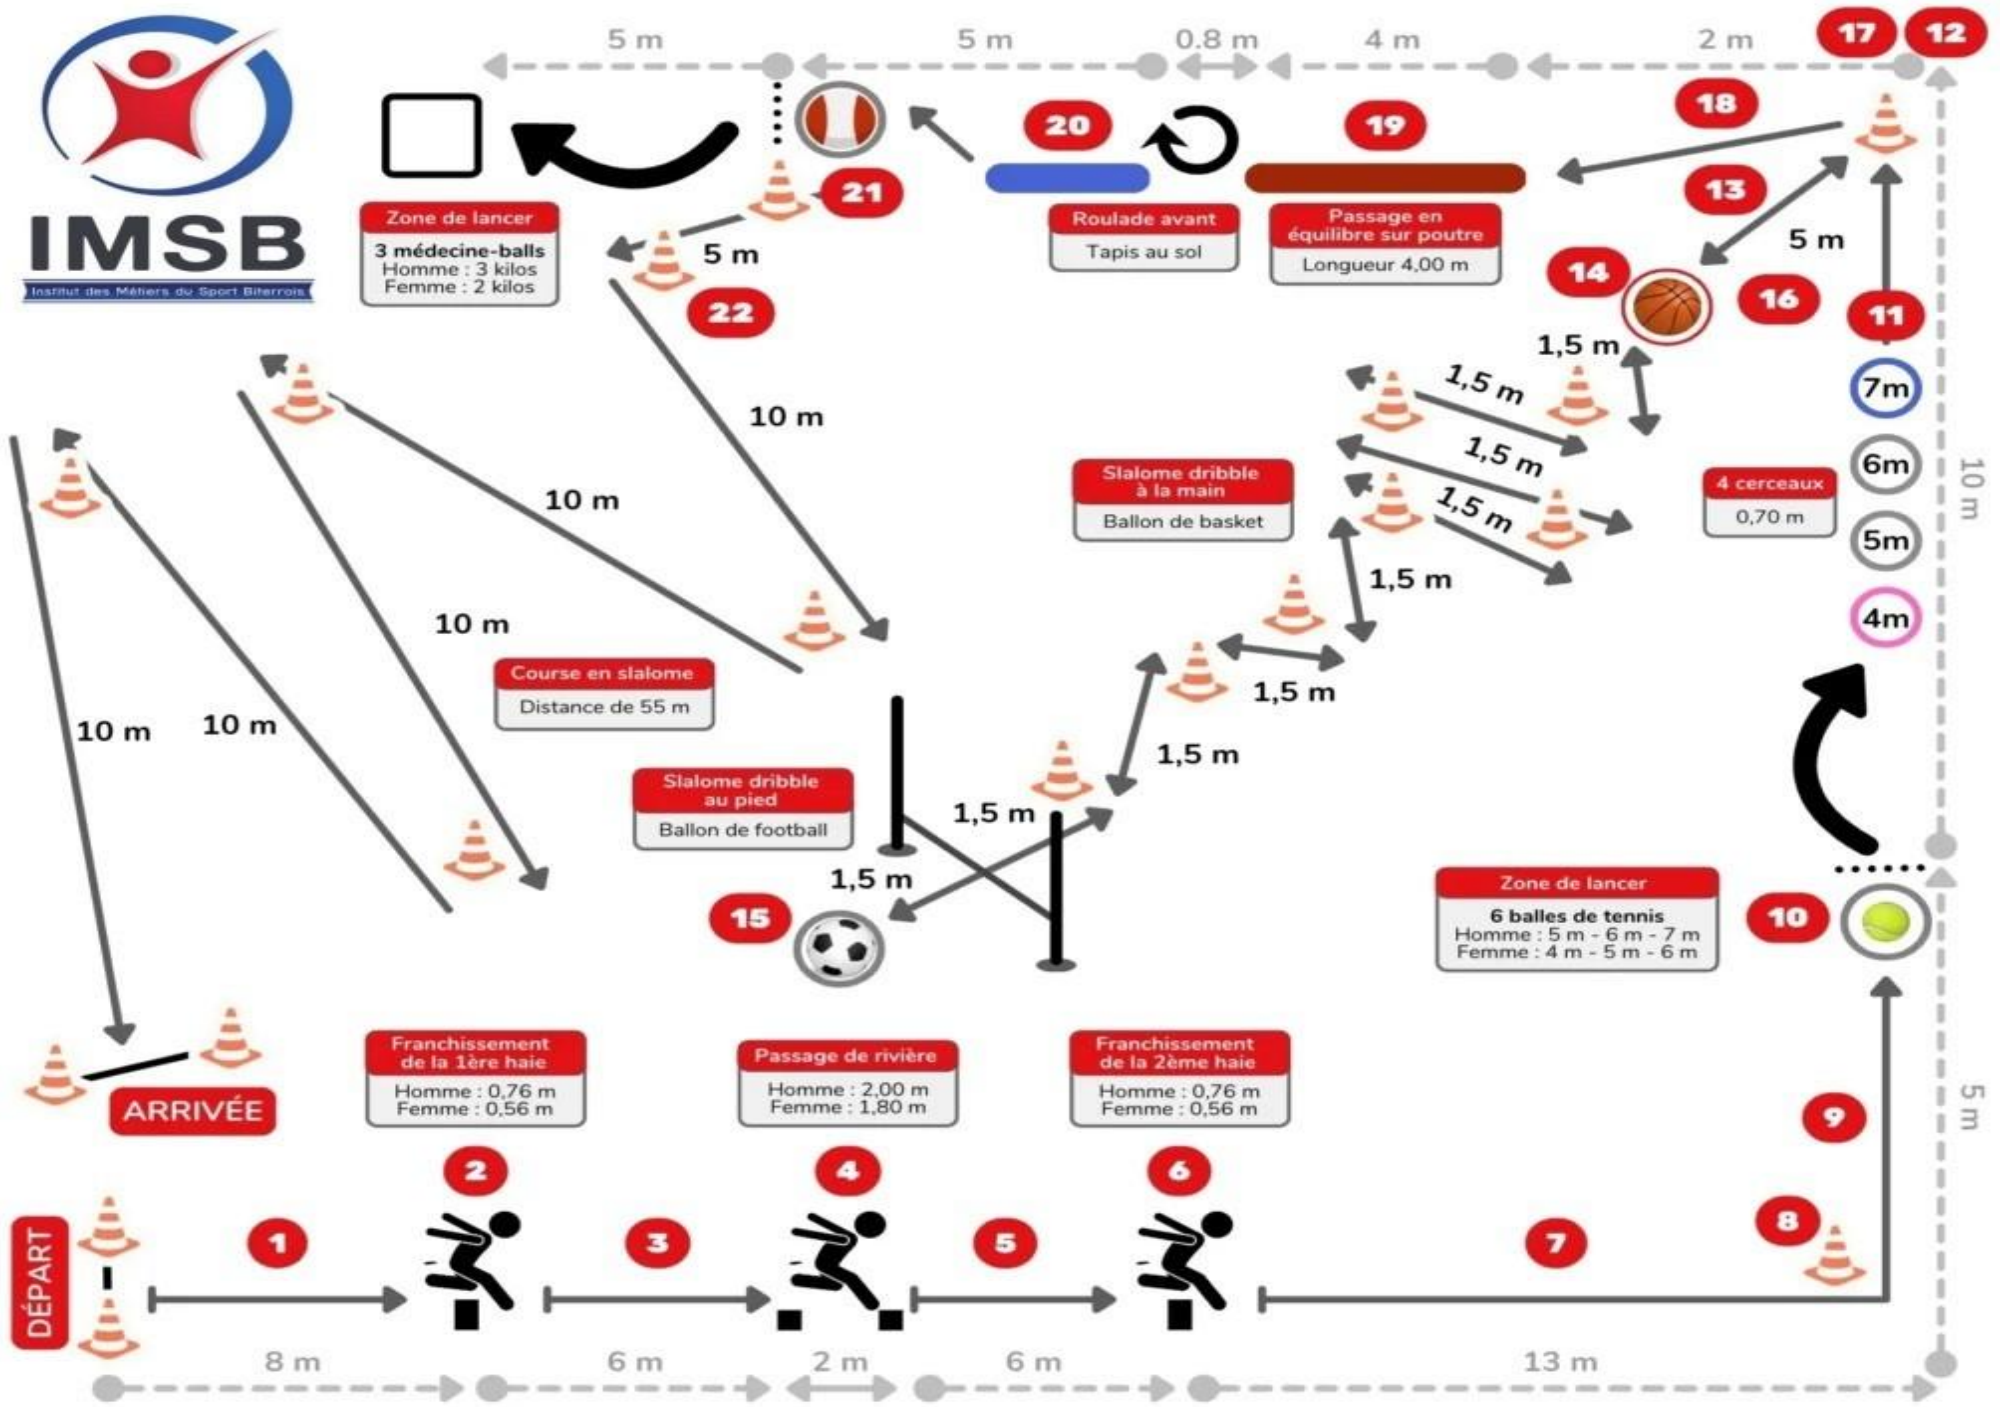 5 m
5 m
0.8 m
4 m
2 m
17
12
IMSB
Institut des Métiers du Sport Biterrois
Zone de lancer
3 médecine-balls
Homme : 3 kilos
Femme : 2 kilos
21
5 m
22
20
Roulade avant
Tapis au sol
19
Passage en
équilibre sur poutre
Longueur 4,00 m
18
13
5 m
14
16
11
1,5 m
1,5 m
1,5 m
1,5 m
1,5 m
1,5 m
1,5 m
1,5 m
1,5 m
Slalome dribble
à la main
Ballon de basket
4 cerceaux
0,70 m
7m
6m
5m
4m
10 m
10 m
10 m
10 m
10 m
10 m
Course en slalome
Distance de 55 m
Slalome dribble
au pied
Ballon de football
15
Zone de lancer
6 balles de tennis
Homme : 5 m - 6 m - 7 m
Femme : 4 m - 5 m - 6 m
10
5 m
9
ARRIVÉE
Franchissement
de la 1ère haie
Homme : 0,76 m
Femme : 0,56 m
Passage de rivière
Homme : 2,00 m
Femme : 1,80 m
Franchissement
de la 2ème haie
Homme : 0,76 m
Femme : 0,56 m
DÉPART
1
2
3
4
5
6
7
8
8 m
6 m
2 m
6 m
13 m